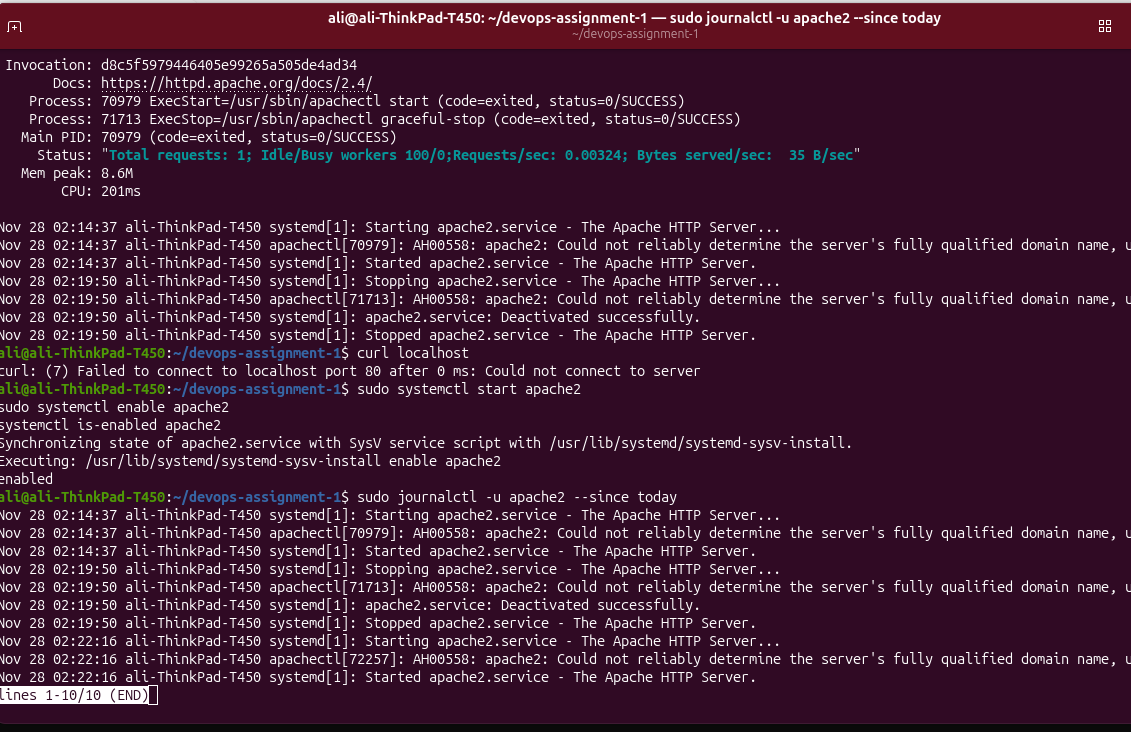 ali@ali-ThinkPad-T450: ~/devops-assignment-1 — sudo journalctl -u apache2 --since today
~/devops-assignment-1
Invocation: d8c5f5979446405e99265a505de4ad34
Docs: https://httpd.apache.org/docs/2.4/
Process: 70979 ExecStart=/usr/sbin/apachectl start (code=exited, status=0/SUCCESS)
Process: 71713 ExecStop=/usr/sbin/apachectl graceful-stop (code=exited, status=0/SUCCESS)
Main PID: 70979 (code=exited, status=0/SUCCESS)
Status: "Total requests: 1; Idle/Busy workers 100/0;Requests/sec: 0.00324; Bytes served/sec:  35 B/sec"
Mem peak: 8.6M
CPU: 201ms
Nov 28 02:14:37 ali-ThinkPad-T450 systemd[1]: Starting apache2.service - The Apache HTTP Server...
Nov 28 02:14:37 ali-ThinkPad-T450 apachectl[70979]: AH00558: apache2: Could not reliably determine the server's fully qualified domain name, u
Nov 28 02:14:37 ali-ThinkPad-T450 systemd[1]: Started apache2.service - The Apache HTTP Server.
Nov 28 02:19:50 ali-ThinkPad-T450 systemd[1]: Stopping apache2.service - The Apache HTTP Server...
Nov 28 02:19:50 ali-ThinkPad-T450 apachectl[71713]: AH00558: apache2: Could not reliably determine the server's fully qualified domain name, u
Nov 28 02:19:50 ali-ThinkPad-T450 systemd[1]: apache2.service: Deactivated successfully.
Nov 28 02:19:50 ali-ThinkPad-T450 systemd[1]: Stopped apache2.service - The Apache HTTP Server.
ali@ali-ThinkPad-T450:~/devops-assignment-1$ curl localhost
curl: (7) Failed to connect to localhost port 80 after 0 ms: Could not connect to server
ali@ali-ThinkPad-T450:~/devops-assignment-1$ sudo systemctl start apache2
sudo systemctl enable apache2
systemctl is-enabled apache2
Synchronizing state of apache2.service with SysV service script with /usr/lib/systemd/systemd-sysv-install.
Executing: /usr/lib/systemd/systemd-sysv-install enable apache2
enabled
ali@ali-ThinkPad-T450:~/devops-assignment-1$ sudo journalctl -u apache2 --since today
Nov 28 02:14:37 ali-ThinkPad-T450 systemd[1]: Starting apache2.service - The Apache HTTP Server...
Nov 28 02:14:37 ali-ThinkPad-T450 apachectl[70979]: AH00558: apache2: Could not reliably determine the server's fully qualified domain name, u
Nov 28 02:14:37 ali-ThinkPad-T450 systemd[1]: Started apache2.service - The Apache HTTP Server.
Nov 28 02:19:50 ali-ThinkPad-T450 systemd[1]: Stopping apache2.service - The Apache HTTP Server...
Nov 28 02:19:50 ali-ThinkPad-T450 apachectl[71713]: AH00558: apache2: Could not reliably determine the server's fully qualified domain name, u
Nov 28 02:19:50 ali-ThinkPad-T450 systemd[1]: apache2.service: Deactivated successfully.
Nov 28 02:19:50 ali-ThinkPad-T450 systemd[1]: Stopped apache2.service - The Apache HTTP Server.
Nov 28 02:22:16 ali-ThinkPad-T450 systemd[1]: Starting apache2.service - The Apache HTTP Server...
Nov 28 02:22:16 ali-ThinkPad-T450 apachectl[72257]: AH00558: apache2: Could not reliably determine the server's fully qualified domain name, u
Nov 28 02:22:16 ali-ThinkPad-T450 systemd[1]: Started apache2.service - The Apache HTTP Server.
lines 1-10/10 (END)